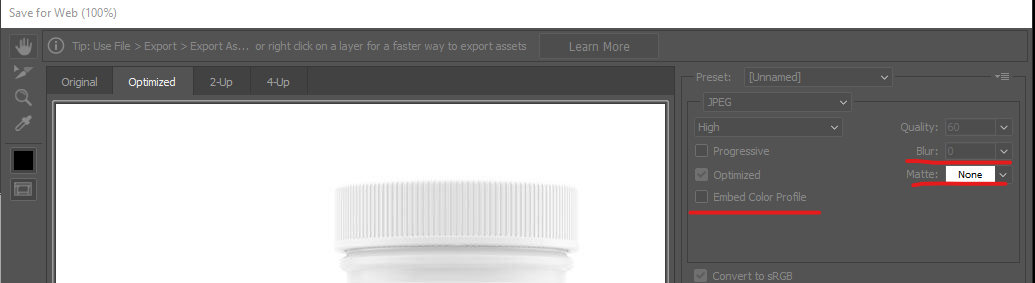 Save for Web (100%)
Tip: Use File > Export > Export As... or right click on a layer for a faster way to export assets
Learn More
Original
Optimized
2-Up
4-Up
Preset:
[Unnamed]
JPEG
High
Quality:
60
Progressive
Blur:
0
Optimized
Matte:
None
Embed Color Profile
Convert to sRGB